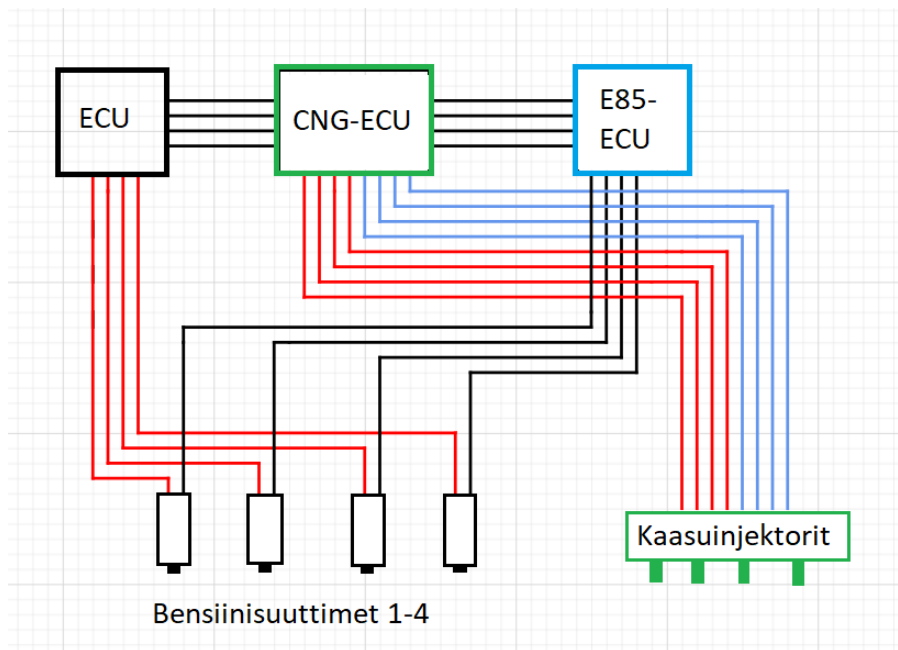 ECU
CNG-ECU
E85-
ECU
Kaasuinjektorit
Bensiinisuuttimet 1-4